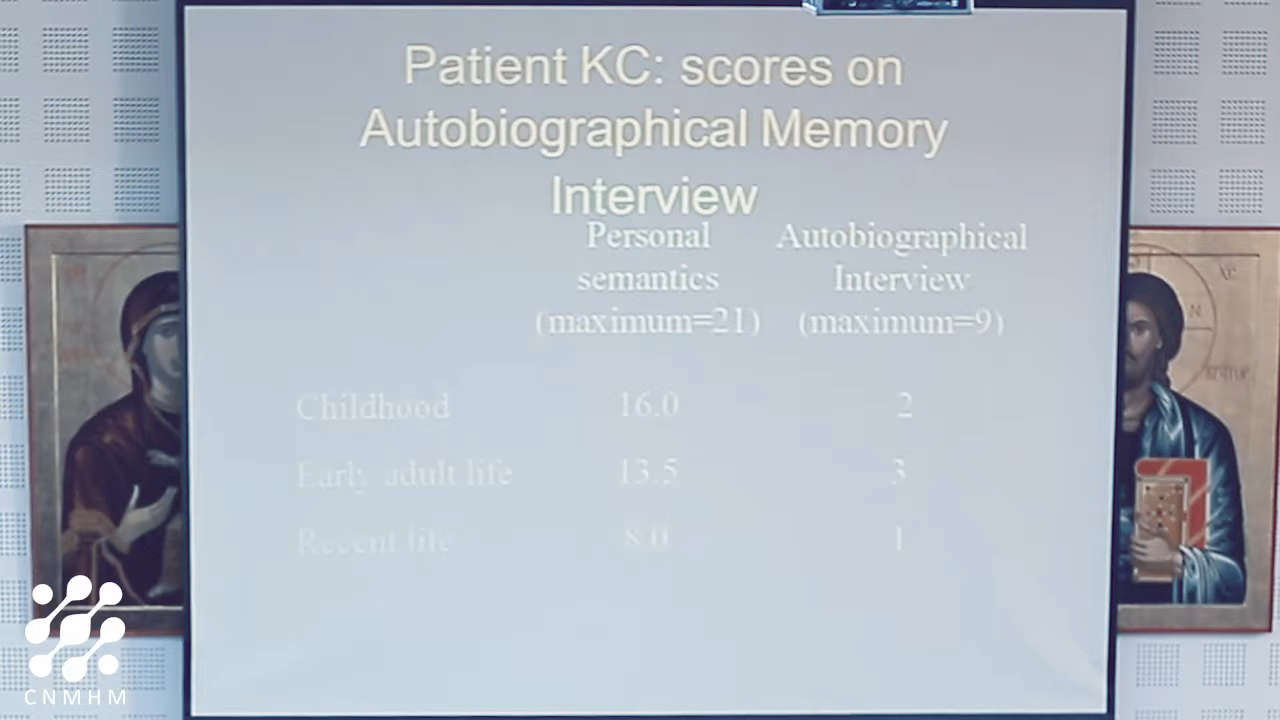 Patient KC: scores on
Autobiographical Memory
Interview
Personal semantics (maximum=21)
Autobiographical Interview (maximum=9)
Childhood 16.0 2
Early adult life 13.5 3
Recent life 8.0 1
CNMHM